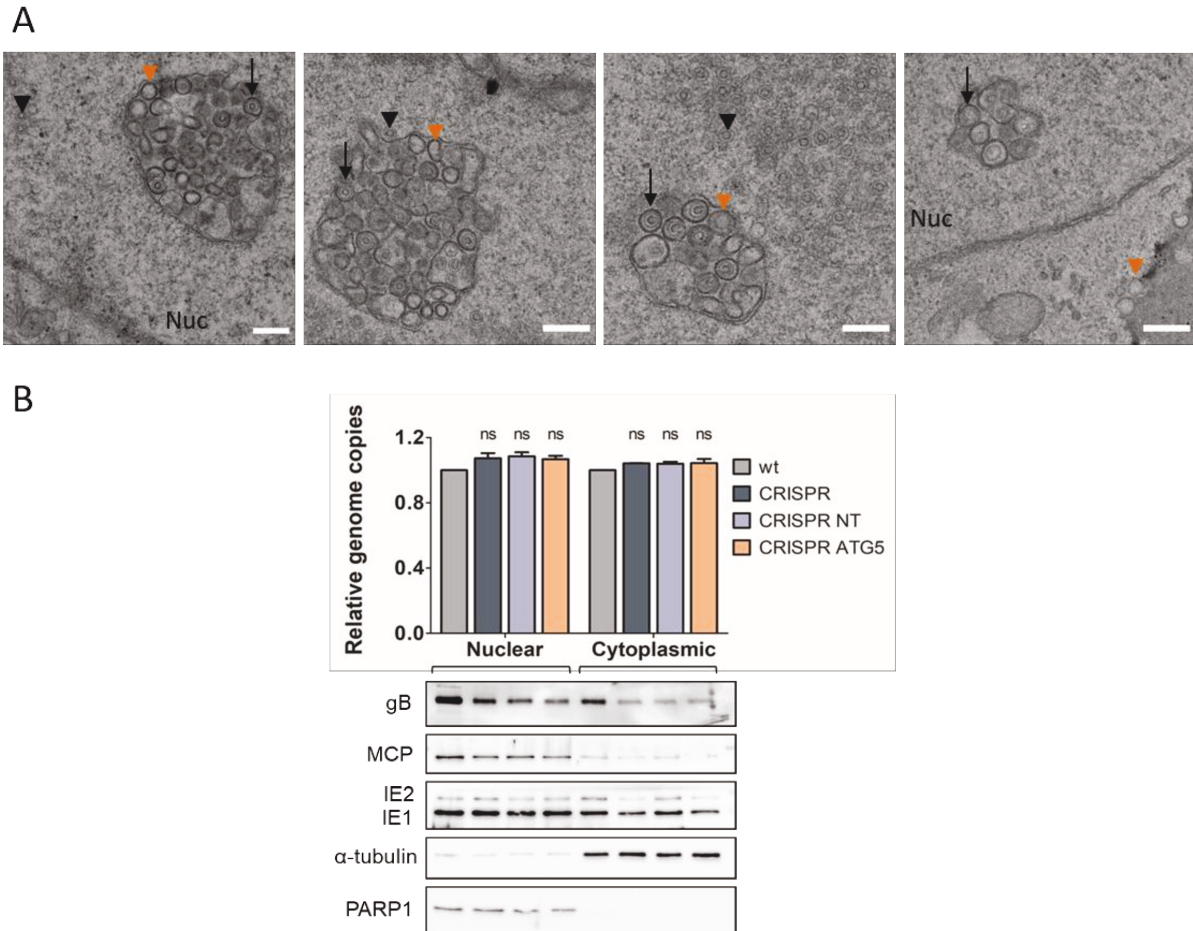 A
Nuc
Nuc
B
Relative genome copies
1.2
0.8
0.4
0.0
ns ns ns ns ns ns
wt
CRISPR
CRISPR NT
CRISPR ATG5
Nuclear Cytoplasmic
gB
MCP
IE2
IE1
α-tubulin
PARP1